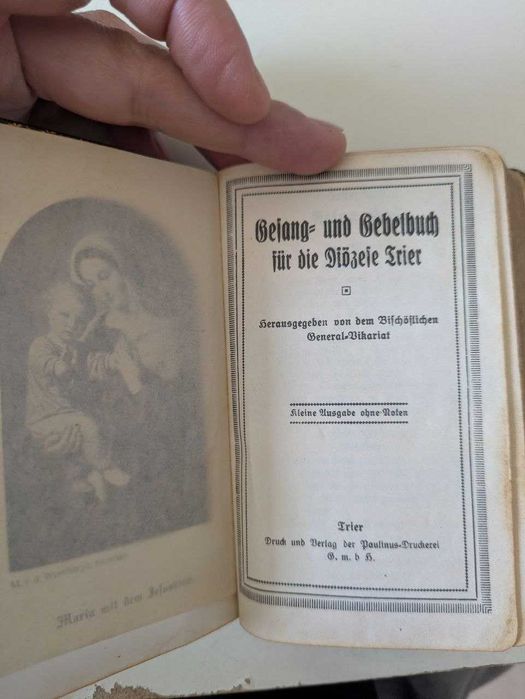 Maria mit dem Jesuskind.
Gesang- und Gebetbuch
für die Diözese Trier
Herausgegeben von dem Bischöflichen
General-Vikariat
Kleine Ausgabe ohne Noten
Trier
Druck und Verlag der Paulinus-Druckerei
G. m. b H.